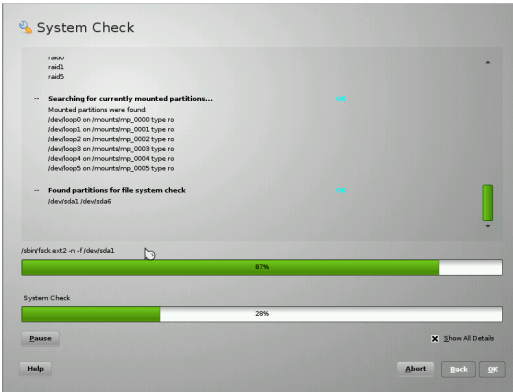 System Check
raid0
raid1
raid5
-- Searching for currently mounted partitions... OK
Mounted partitions were found:
/dev/loop0 on /mounts/mp_0000 type ro
/dev/loop1 on /mounts/mp_0001 type ro
/dev/loop2 on /mounts/mp_0002 type ro
/dev/loop3 on /mounts/mp_0003 type ro
/dev/loop4 on /mounts/mp_0004 type ro
/dev/loop5 on /mounts/mp_0005 type ro
-- Found partitions for file system check OK
/dev/sda1 /dev/sda6
/sbin/fsck.ext2 -n -f /dev/sda1
87%
System Check
28%
Pause
Show All Details
Help
Abort Back OK